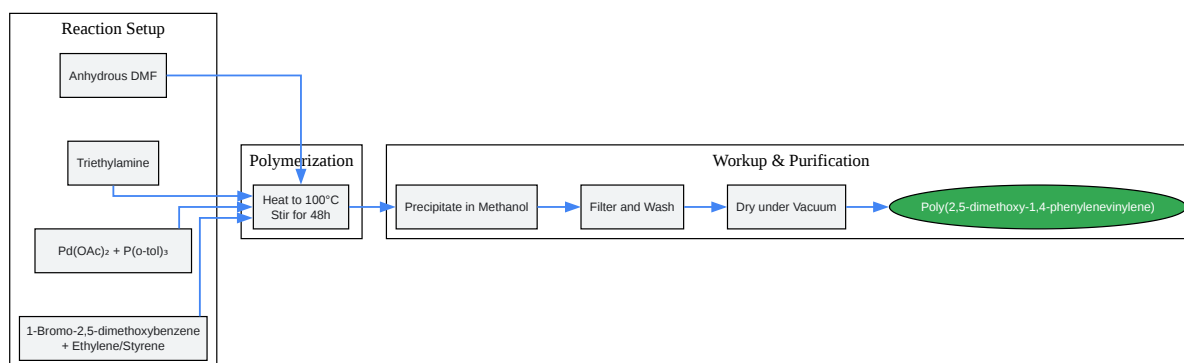 Reaction Setup
Anhydrous DMF
Triethylamine
Pd(OAc)₂ + P(o-tol)₃
1-Bromo-2,5-dimethoxybenzene
+ Ethylene/Styrene
Polymerization
Heat to 100°C
Stir for 48h
Workup & Purification
Precipitate in Methanol
Filter and Wash
Dry under Vacuum
Poly(2,5-dimethoxy-1,4-phenylenevinylene)